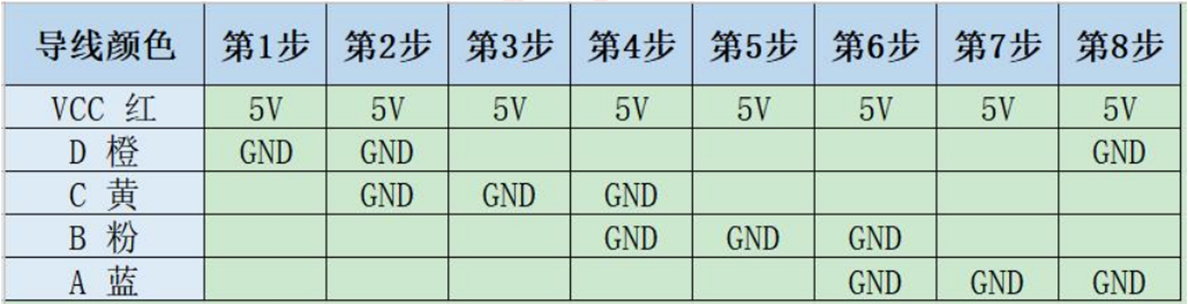 导线颜色 第1步 第2步 第3步 第4步 第5步 第6步 第7步 第8步
VCC 红 5V 5V 5V 5V 5V 5V 5V 5V
D 橙 GND GND GND
C 黄 GND GND GND
B 粉 GND GND GND
A 蓝 GND GND GND